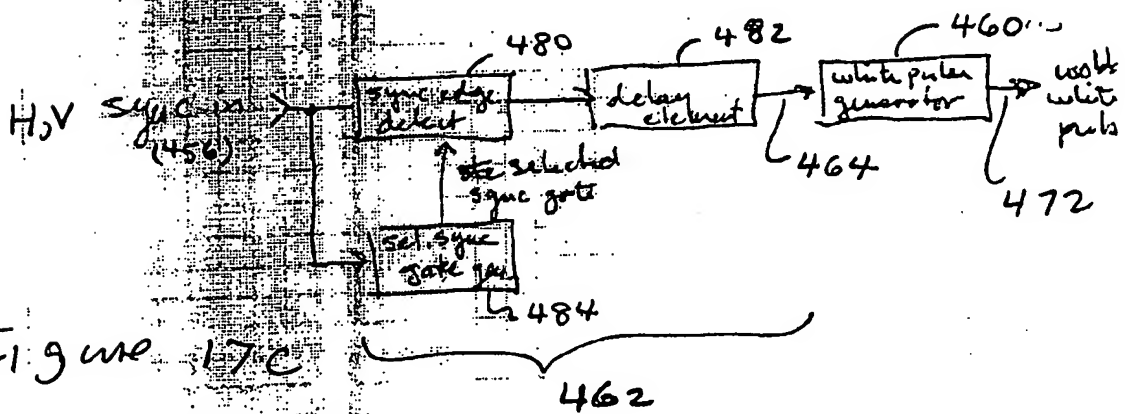 480
482
460
H,V sync in
(456)
sync edge
detect
delay
element
white pulse
generator
white
pulse
464
472
selected
sync gate
sel. sync
gate gen
484
Figure 17C
462